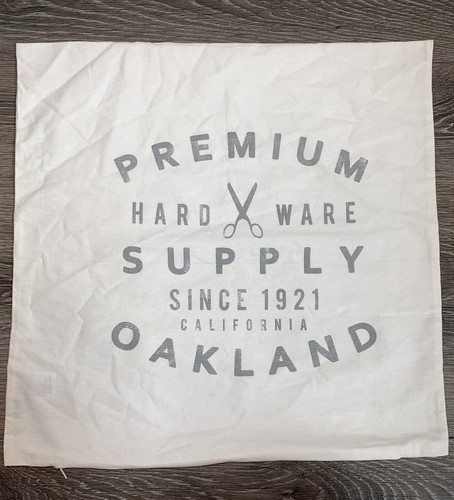 PREMIUM
HARD WARE
SUPPLY
SINCE 1921
CALIFORNIA
OAKLAND